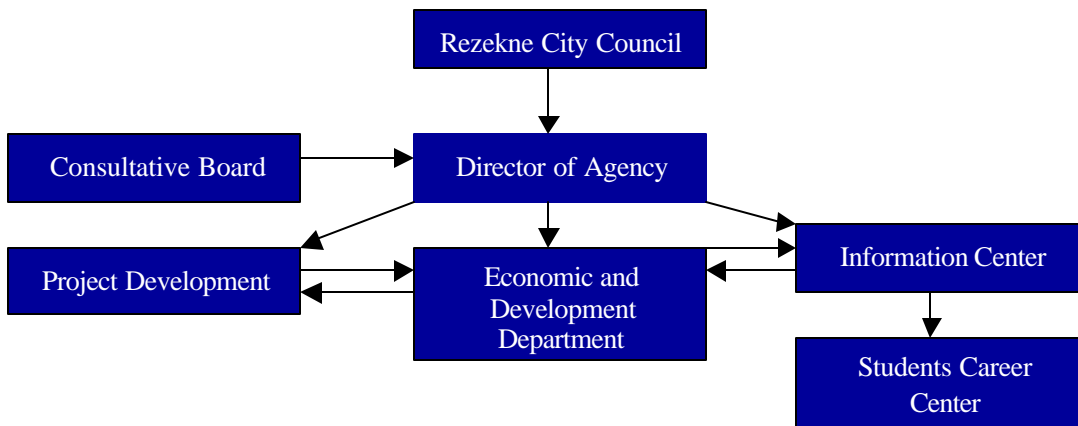 Rezekne City Council
Consultative Board
Director of Agency
Project Development
Economic and
Development
Department
Information Center
Students Career
Center